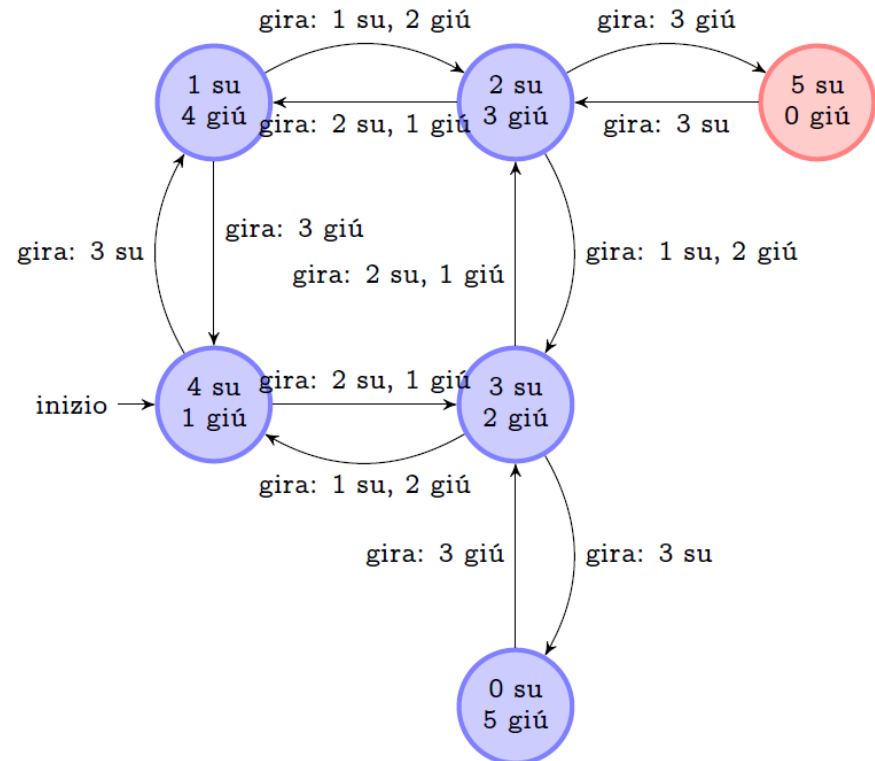 gira: 1 su, 2 giú
gira: 3 giú
1 su
4 giú
2 su
3 giú
5 su
0 giú
gira: 2 su, 1 giú
gira: 3 su
gira: 3 giú
gira: 3 su
gira: 1 su, 2 giú
gira: 2 su, 1 giú
inizio
4 su
1 giú
gira: 2 su, 1 giú
3 su
2 giú
gira: 1 su, 2 giú
gira: 3 giú
gira: 3 su
0 su
5 giú